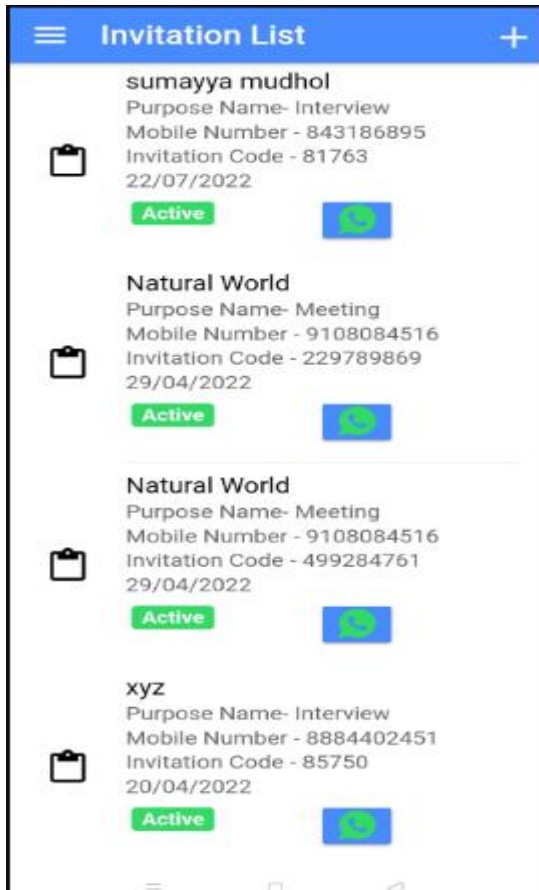 Invitation List
sumayya mudhol
Purpose Name- Interview
Mobile Number - 843186895
Invitation Code - 81763
22/07/2022
Active
Natural World
Purpose Name- Meeting
Mobile Number - 9108084516
Invitation Code - 229789869
29/04/2022
Active
Natural World
Purpose Name- Meeting
Mobile Number - 9108084516
Invitation Code - 499284761
29/04/2022
Active
xyz
Purpose Name- Interview
Mobile Number - 8884402451
Invitation Code - 85750
20/04/2022
Active